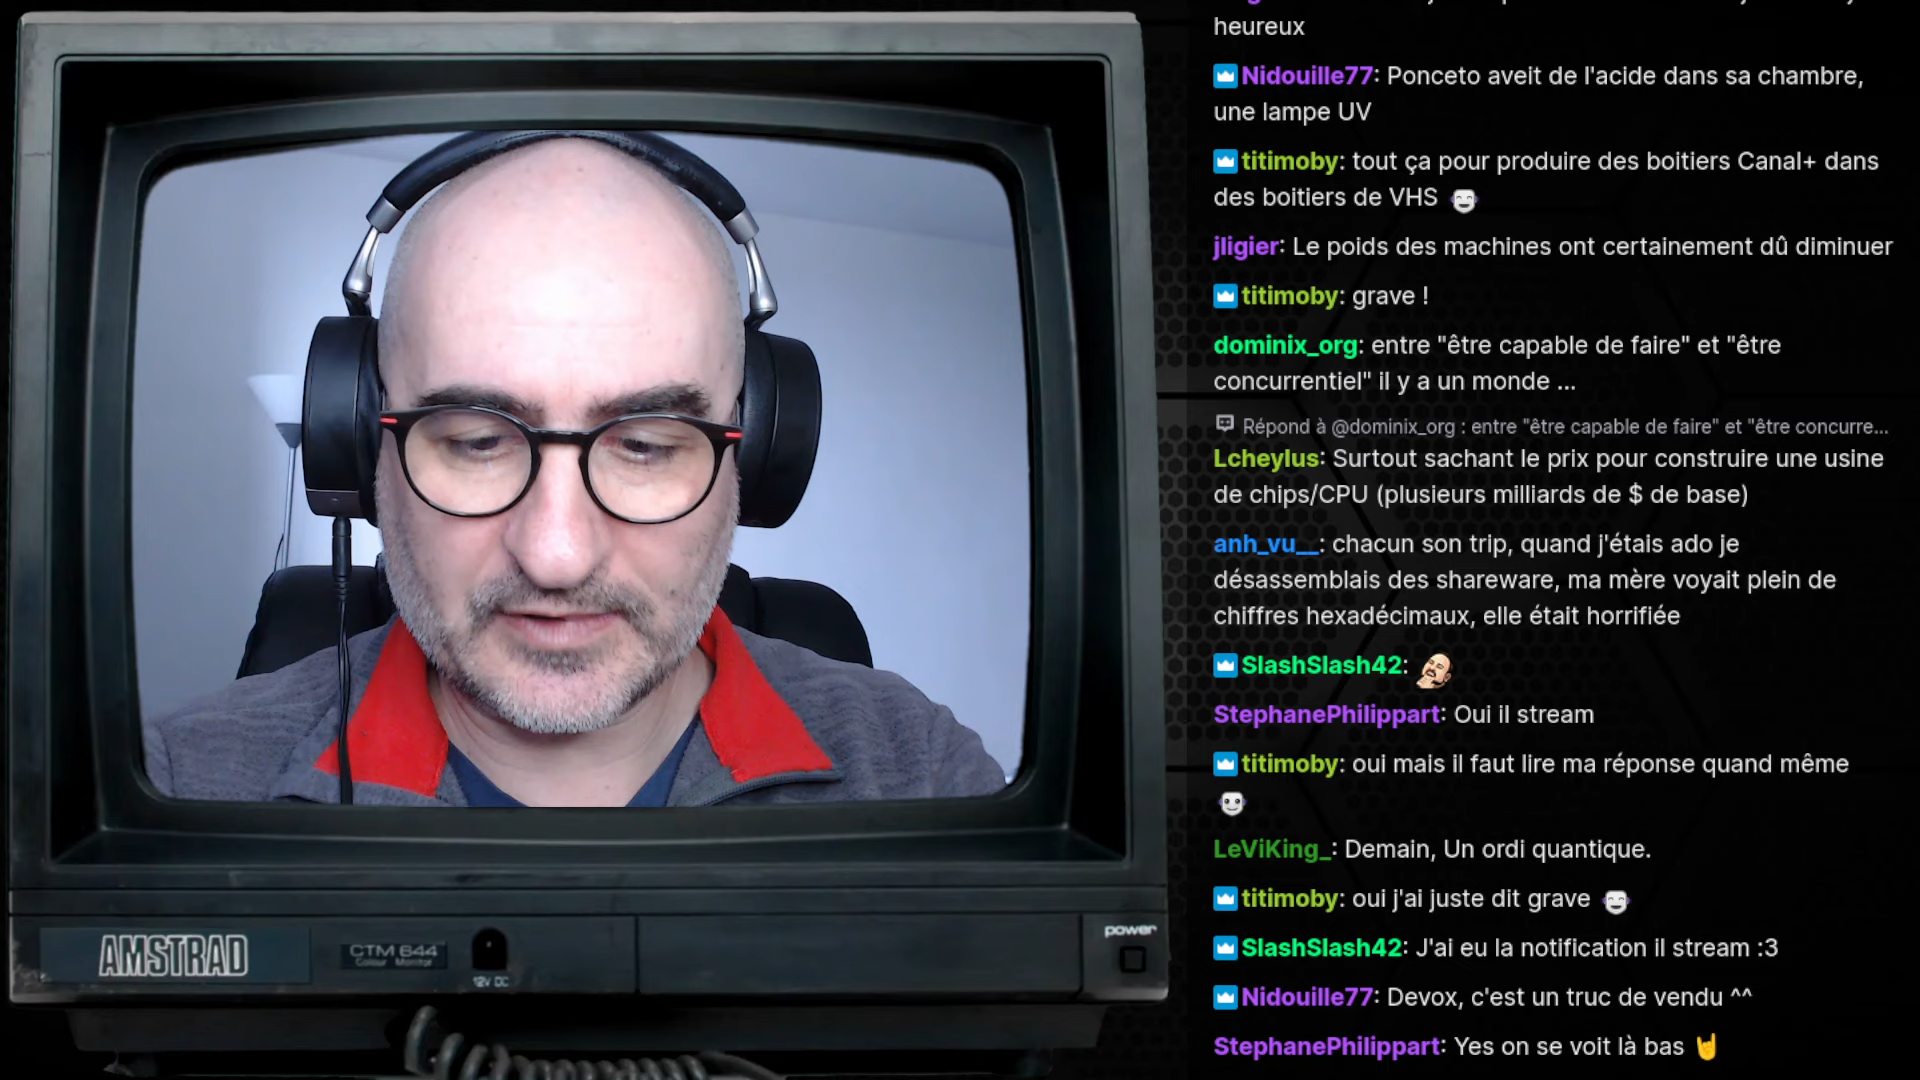 heureux
Nidouille77: Ponceto aveit de l'acide dans sa chambre,
une lampe UV
titimoby: tout ça pour produire des boitiers Canal+ dans
des boitiers de VHS
jligier: Le poids des machines ont certainement dû diminuer
titimoby: grave !
dominix_org: entre "être capable de faire" et "être
concurrentiel" il y a un monde ...
Répond à @dominix_org : entre "être capable de faire" et "être concurre...
Lcheylus: Surtout sachant le prix pour construire une usine
de chips/CPU (plusieurs milliards de $ de base)
anh_vu__: chacun son trip, quand j'étais ado je
désassemblais des shareware, ma mère voyait plein de
chiffres hexadécimaux, elle était horrifiée
SlashSlash42:
StephanePhilippart: Oui il stream
titimoby: oui mais il faut lire ma réponse quand même
LeViKing_: Demain, Un ordi quantique.
titimoby: oui j'ai juste dit grave
SlashSlash42: J'ai eu la notification il stream :3
Nidouille77: Devox, c'est un truc de vendu ^^
StephanePhilippart: Yes on se voit là bas 🤘
AMSTRAD
CTM 644
Colour Monitor
12V DC
power